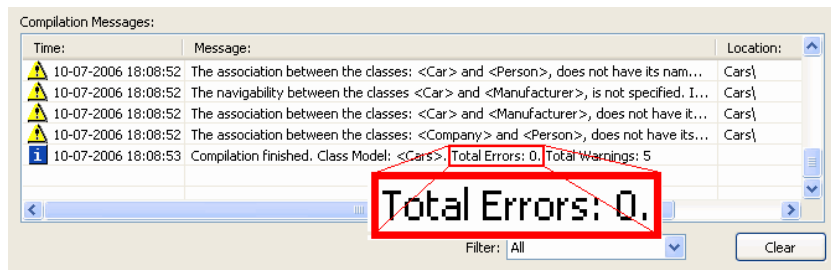 Compilation Messages:
Time: Message: Location:
10-07-2006 18:08:52 The association between the classes: <Car> and <Person>, does not have its nam... Cars\
10-07-2006 18:08:52 The navigability between the classes <Car> and <Manufacturer>, is not specified. I... Cars\
10-07-2006 18:08:52 The association between the classes: <Car> and <Manufacturer>, does not have it... Cars\
10-07-2006 18:08:52 The association between the classes: <Company> and <Person>, does not have its... Cars\
10-07-2006 18:08:53 Compilation finished. Class Model: <Cars>. Total Errors: 0. Total Warnings: 5
Total Errors: 0.
Filter: All Clear